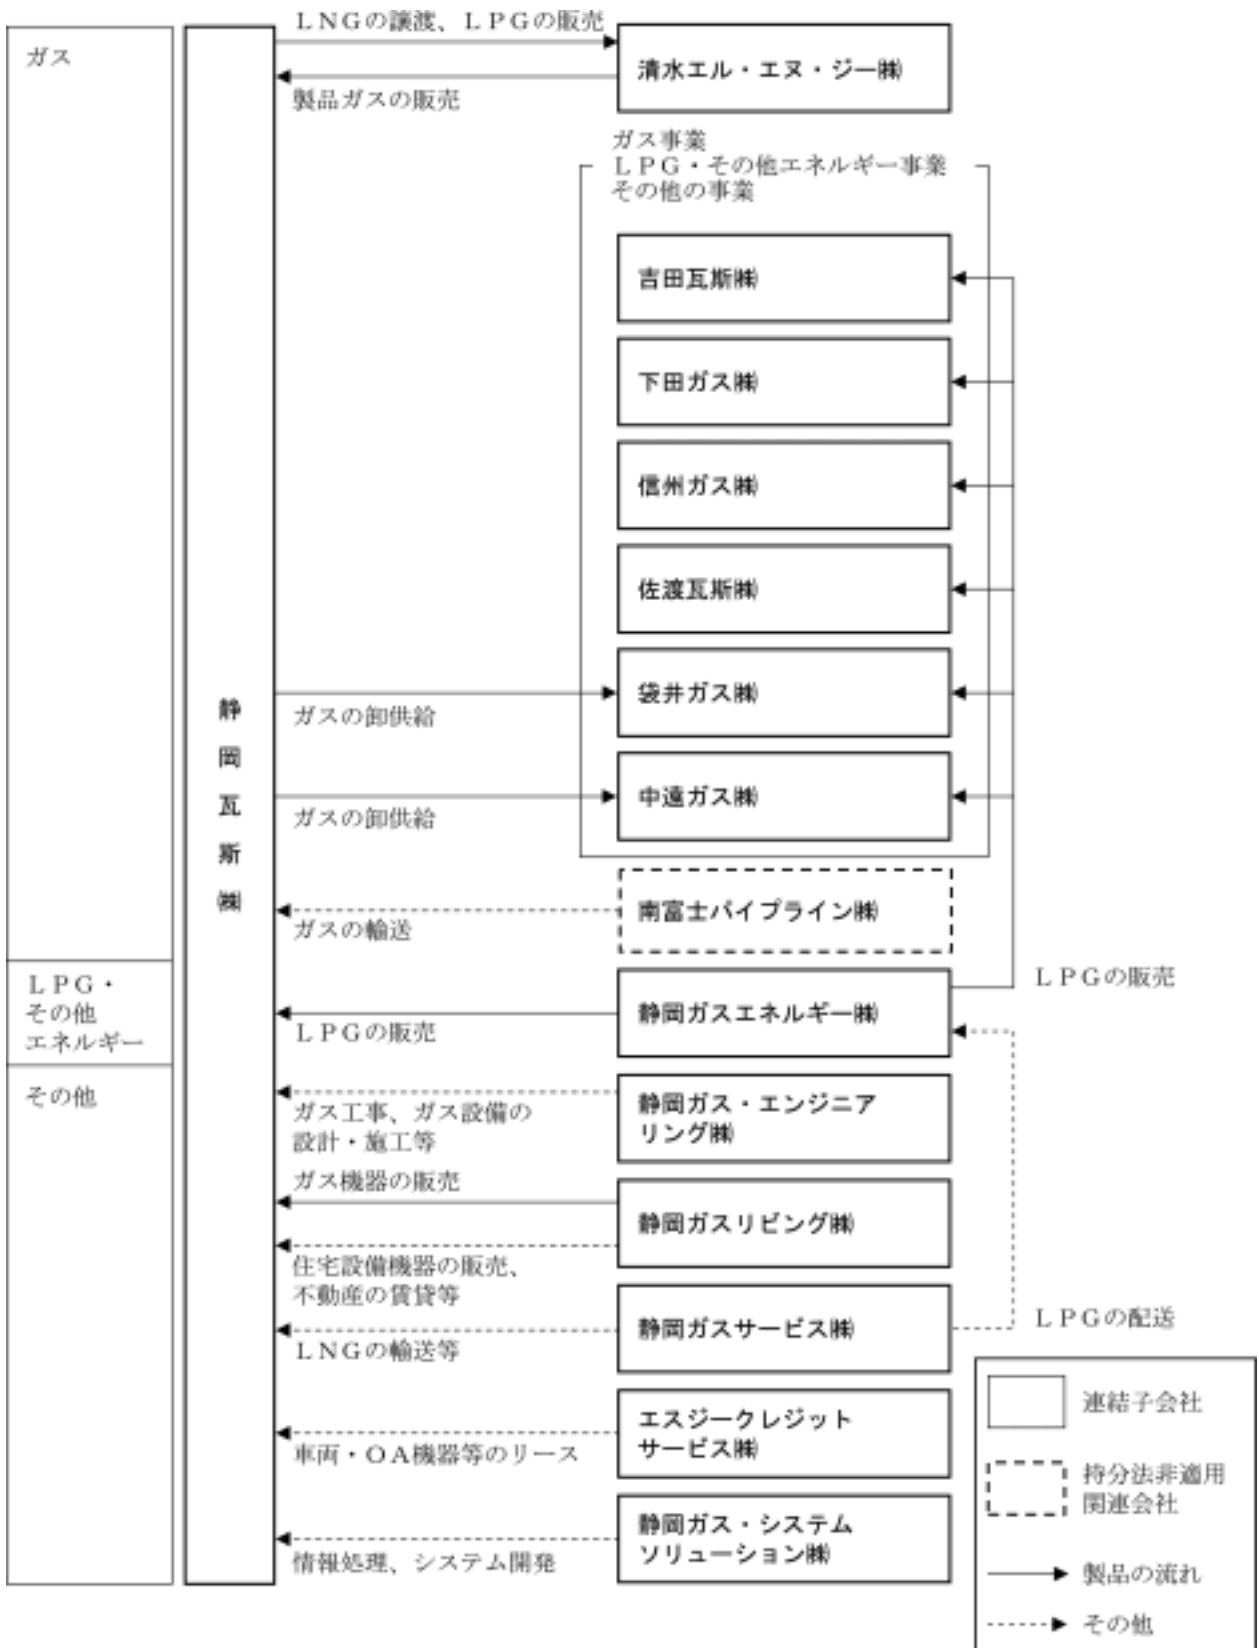 ガス
LNGの譲渡、LPGの販売
清水エル・エヌ・ジー㈱
製品ガスの販売
ガス事業
LPG・その他エネルギー事業
その他の事業
吉田瓦斯㈱
下田ガス㈱
信州ガス㈱
佐渡瓦斯㈱
袋井ガス㈱
ガスの卸供給
中遠ガス㈱
ガスの卸供給
静
岡
瓦
斯
㈱
南富士パイプライン㈱
ガスの輸送
LPG・
その他
エネルギー
静岡ガスエネルギー㈱
LPGの販売
LPGの販売
その他
静岡ガス・エンジニア
リング㈱
ガス工事、ガス設備の
設計・施工等
ガス機器の販売
静岡ガスリビング㈱
住宅設備機器の販売、
不動産の賃貸等
静岡ガスサービス㈱
LPGの配送
LNGの輸送等
エスジークレジット
サービス㈱
車両・OA機器等のリース
静岡ガス・システム
ソリューション㈱
情報処理、システム開発
連結子会社
持分法非適用
関連会社
製品の流れ
その他